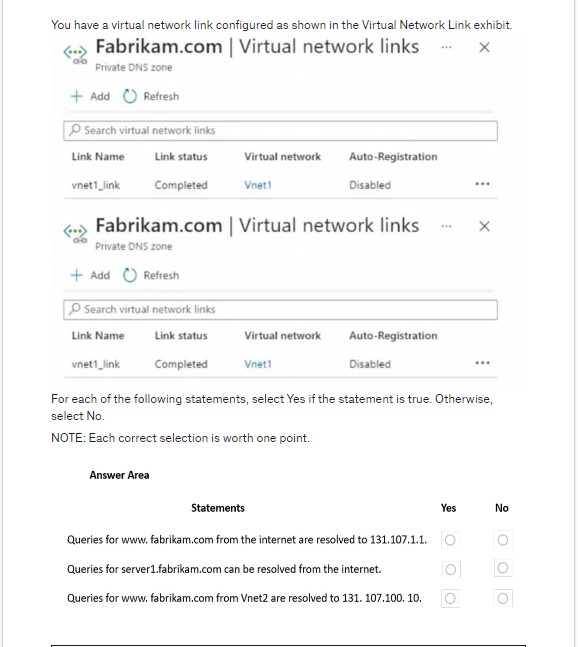 You have a virtual network link configured as shown in the Virtual Network Link exhibit.
Fabrikam.com | Virtual network links ... ×
Private DNS zone
+ Add Refresh
Search virtual network links
Link Name Link status Virtual network Auto-Registration
vnet1_link Completed Vnet1 Disabled ...
Fabrikam.com | Virtual network links ... ×
Private DNS zone
+ Add Refresh
Search virtual network links
Link Name Link status Virtual network Auto-Registration
vnet1_link Completed Vnet1 Disabled ...
For each of the following statements, select Yes if the statement is true. Otherwise,
select No.
NOTE: Each correct selection is worth one point.
Answer Area
Statements Yes No
Queries for www. fabrikam.com from the internet are resolved to 131.107.1.1.
Queries for server1.fabrikam.com can be resolved from the internet.
Queries for www. fabrikam.com from Vnet2 are resolved to 131. 107.100. 10.